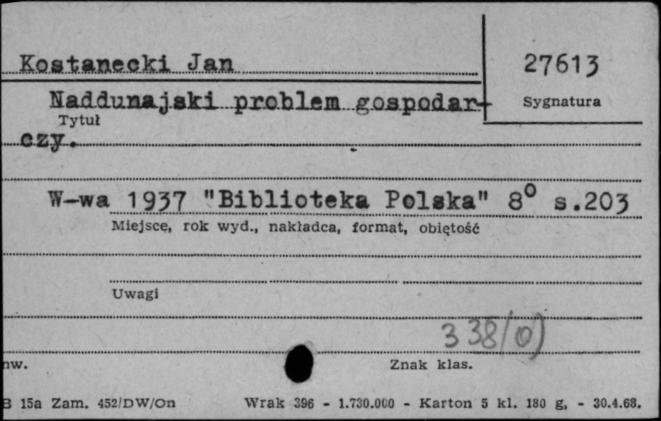 Kostanecki Jan
27613
Naddunajski problem gospodar-
Sygnatura
Tytuł
czy.
W-wa 1937 "Biblioteka Polska" 8⁰ s.203
Miejsce, rok wyd., nakładca, format, obiętość
Uwagi
338/0)
nw.
Znak klas.
B 15a Zam. 452/DW/On Wrak 396 - 1.730.000 - Karton 5 kl. 180 g, - 30.4.68.